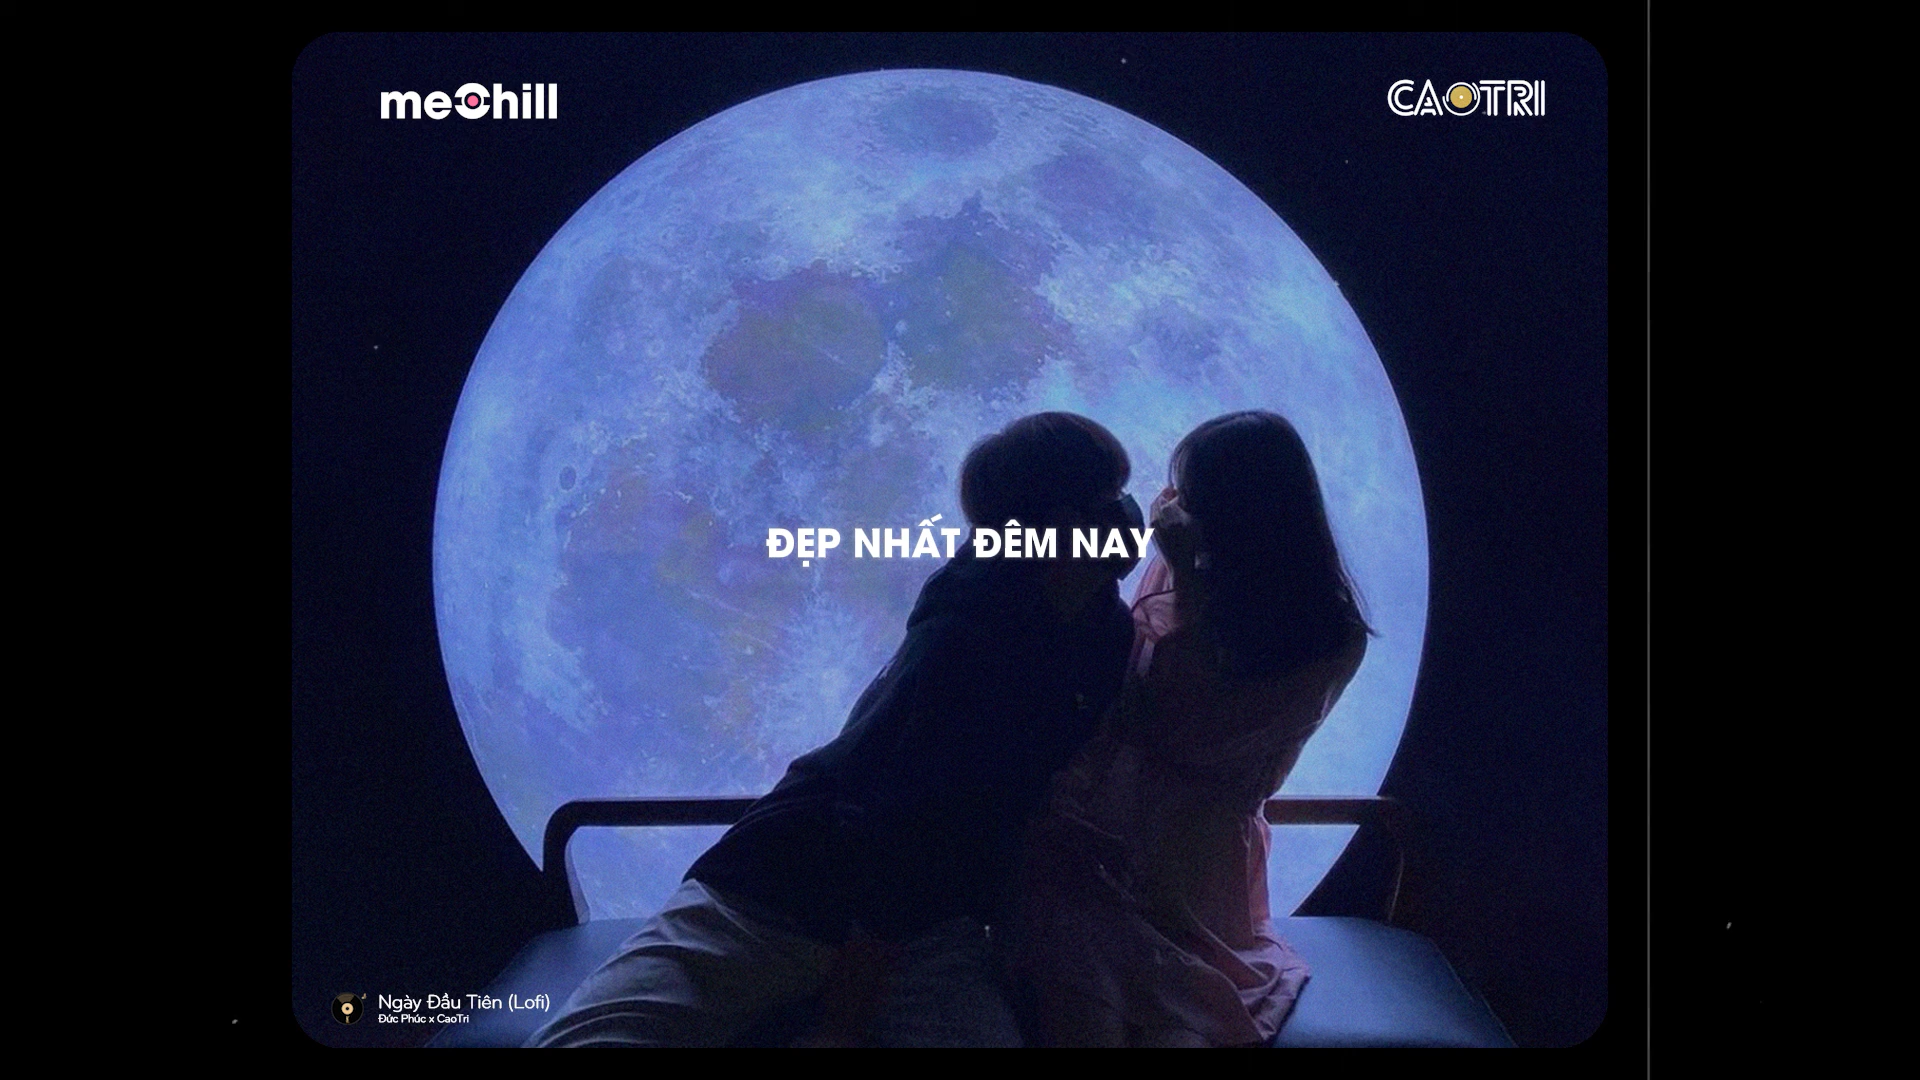 meChill
CAOTRI
ĐẸP NHẤT ĐÊM NAY
Ngày Đầu Tiên (Lofi)
Đức Phúc x CaoTri